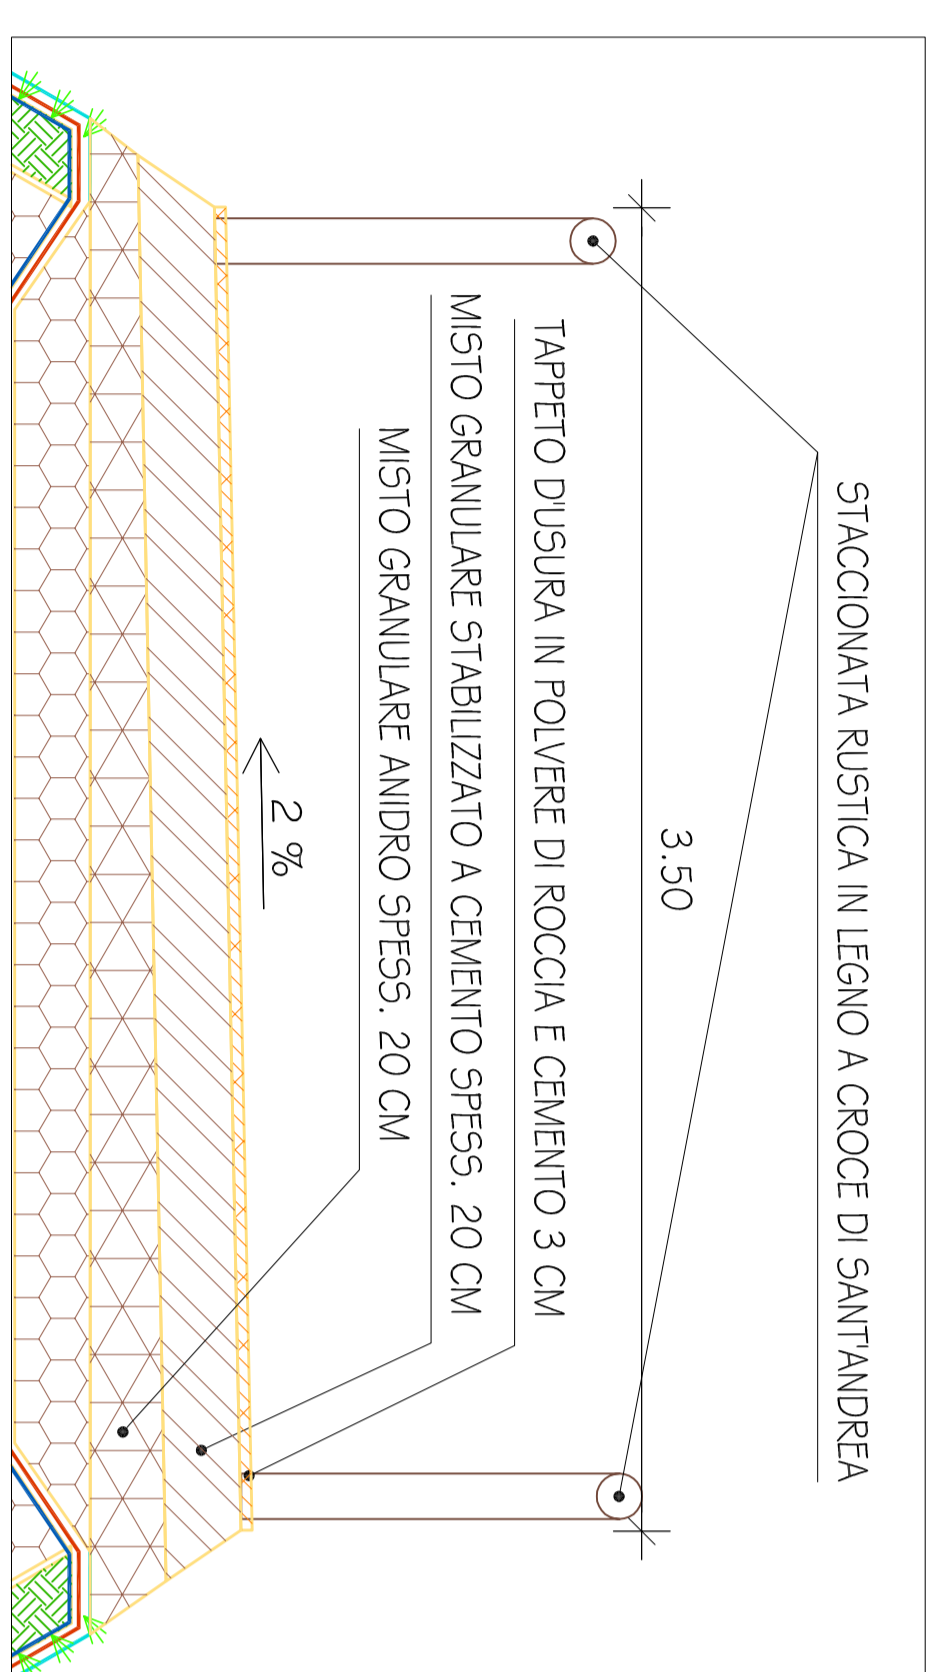 STACCIONATA RUSTICA IN LEGNO A CROCE DI SANT'ANDREA
3.50
TAPPETO D'USURA IN POLVERE DI ROCCIA E CEMENTO 3 CM
MISTO GRANULARE STABILIZZATO A CEMENTO SPESS. 20 CM
MISTO GRANULARE ANIDRO SPESS. 20 CM
2 %